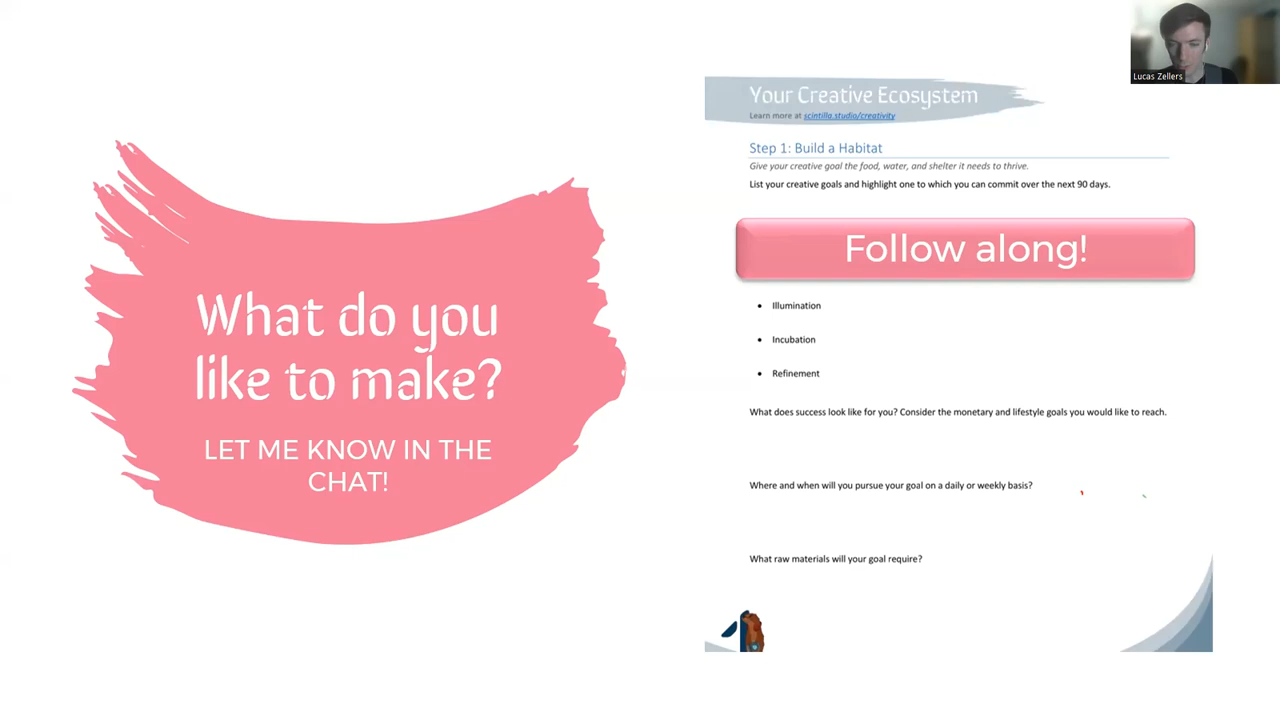 What do you
like to make?
LET ME KNOW IN THE
CHAT!
Lucas Zellers
Your Creative Ecosystem
Learn more at scintilla.studio/creativity
Step 1: Build a Habitat
Give your creative goal the food, water, and shelter it needs to thrive.
List your creative goals and highlight one to which you can commit over the next 90 days.
Follow along!
• Illumination
• Incubation
• Refinement
What does success look like for you? Consider the monetary and lifestyle goals you would like to reach.
Where and when will you pursue your goal on a daily or weekly basis?
What raw materials will your goal require?